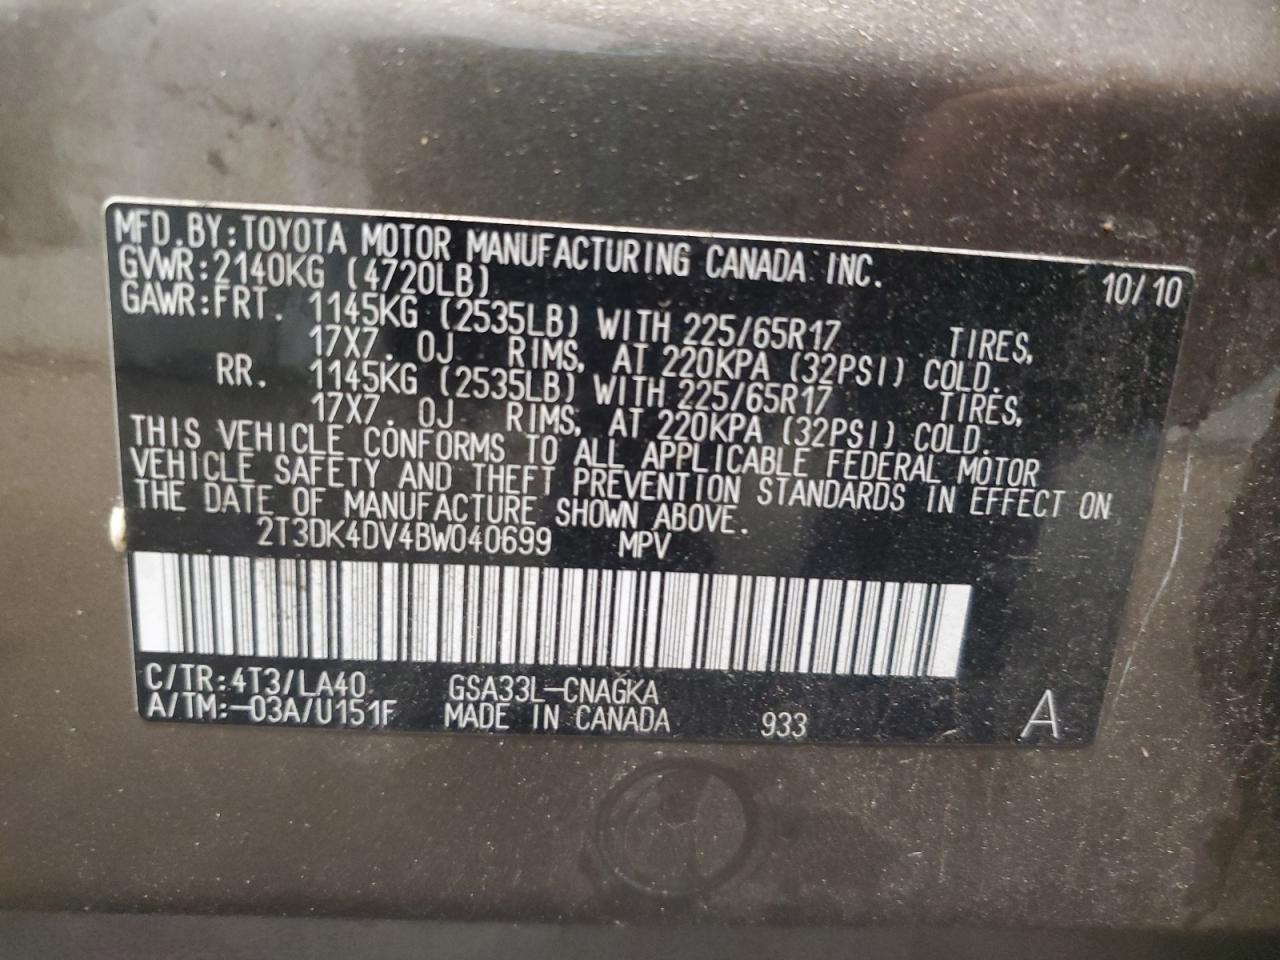 MFD.BY:TOYOTA MOTOR MANUFACTURING CANADA INC. 10/10
GVWR:2140KG (4720LB)
GAWR:FRT. 1145KG (2535LB) WITH 225/65R17 TIRES,
17X7. 0J RIMS, AT 220KPA (32PSI) COLD.
RR. 1145KG (2535LB) WITH 225/65R17 TIRES,
17X7. 0J RIMS, AT 220KPA (32PSI) COLD.
THIS VEHICLE CONFORMS TO ALL APPLICABLE FEDERAL MOTOR
VEHICLE SAFETY AND THEFT PREVENTION STANDARDS IN EFFECT ON
THE DATE OF MANUFACTURE SHOWN ABOVE.
2T3DK4DV4BW040699 MPV
C/TR:4T3/LA40 GSA33L-CNAGKA
A/TM:-03A/U151F MADE IN CANADA 933 A